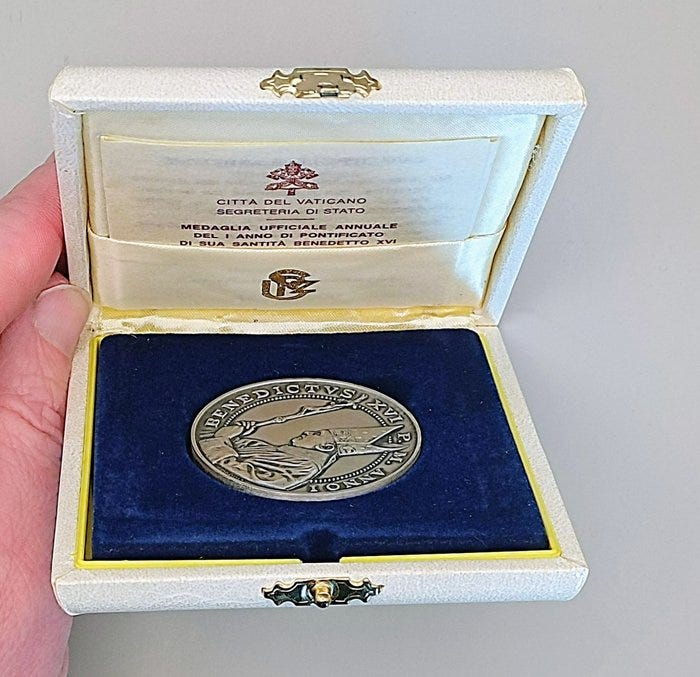 CITTÀ DEL VATICANO
SEGRETERIA DI STATO
MEDAGLIA UFFICIALE ANNUALE
DEL I ANNO DI PONTIFICATO
DI SUA SANTITÀ BENEDETTO XVI
BENEDICTVS XVI P. M. ANNO I